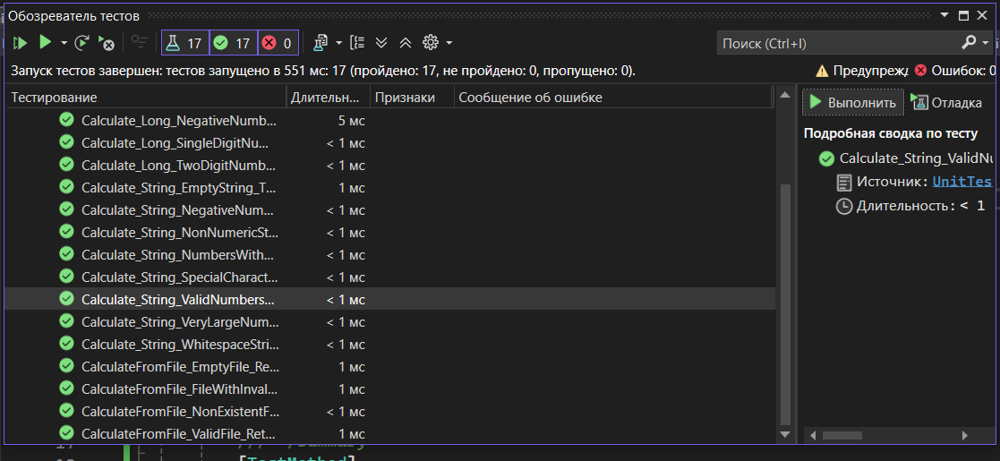 Обозреватель тестов
17 17 0
Поиск (Ctrl+I)
Запуск тестов завершен: тестов запущено в 551 мс: 17 (пройдено: 17, не пройдено: 0, пропущено: 0).
Предупреж Ошибок: 0
Тестирование Длительн... Признаки Сообщение об ошибке
Calculate_Long_NegativeNumb... 5 мс
Calculate_Long_SingleDigitNu... < 1 мс
Calculate_Long_TwoDigitNumb... < 1 мс
Calculate_String_EmptyString_T... 1 мс
Calculate_String_NegativeNum... < 1 мс
Calculate_String_NonNumericSt... < 1 мс
Calculate_String_NumbersWith... < 1 мс
Calculate_String_SpecialCharact... < 1 мс
Calculate_String_ValidNumbers... < 1 мс
Calculate_String_VeryLargeNum... < 1 мс
Calculate_String_WhitespaceStri... < 1 мс
CalculateFromFile_EmptyFile_Re... 1 мс
CalculateFromFile_FileWithInval... 1 мс
CalculateFromFile_NonExistentF... < 1 мс
CalculateFromFile_ValidFile_Ret... 1 мс
Выполнить Отладка
Подробная сводка по тесту
Calculate_String_ValidNu
Источник: UnitTes
Длительность: < 1